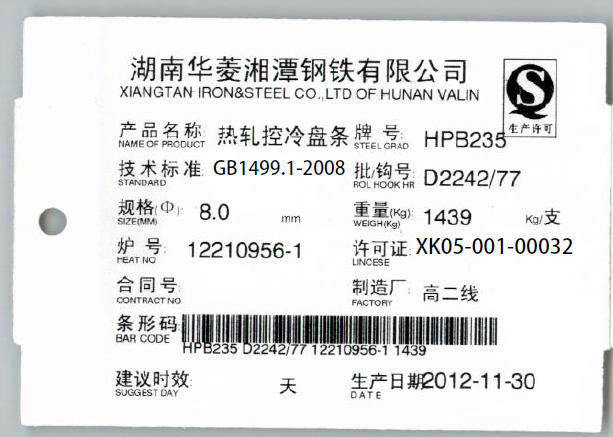 湖南华菱湘潭钢铁有限公司
XIANGTAN IRON&STEEL CO.,LTD OF HUNAN VALIN
生产许可
产品名称: 热轧控冷盘条 牌 号: HPB235
NAME OF PRODUCT STEEL GRAD
技术标准: GB1499.1-2008 批/钩号: D2242/77
STANDARD ROL HOOK HR
规格(Φ): 8.0 mm 重量(Kg): 1439 Kg/支
SIZE(MM) WEIGH(Kg)
炉 号: 12210956-1 许可证: XK05-001-00032
HEAT NO LINCESE
合同号: 制造厂: 高二线
CONTRACT NO FACTORY
条形码:
BAR CODE HPB235 D2242/77 12210956-1 1439
建议时效: 天 生产日期 2012-11-30
SUGGEST DAY DATE